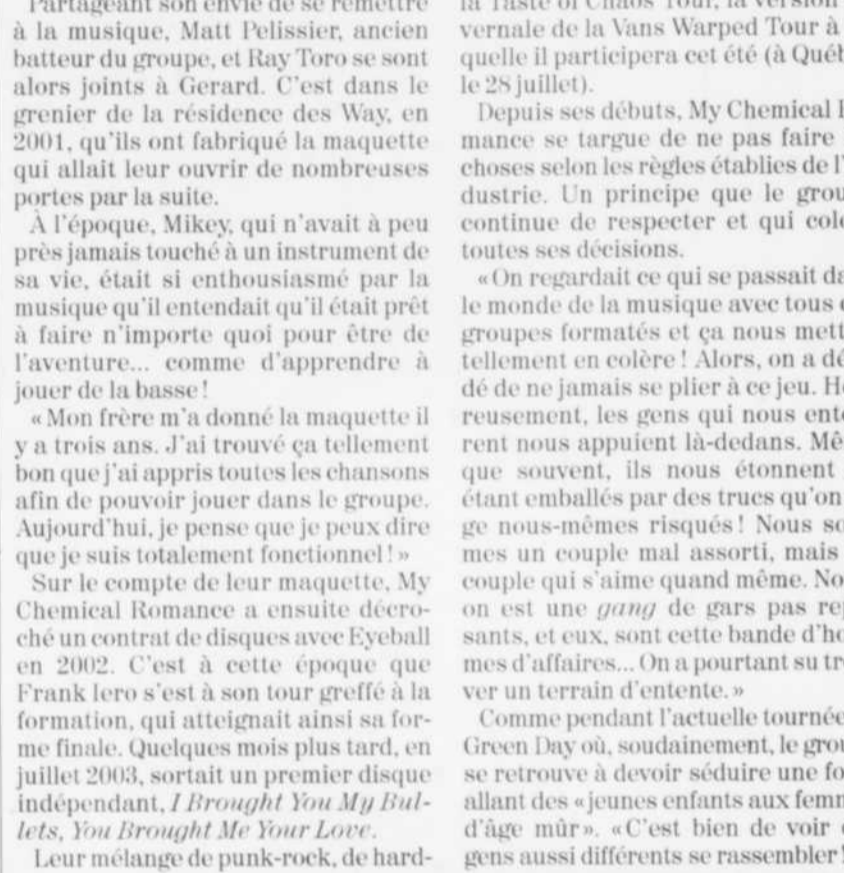 Partageant son envie de se remettre
à la musique, Matt Pelissier, ancien
batteur du groupe, et Ray Toro se sont
alors joints à Gerard. C'est dans le
grenier de la résidence des Way, en
2001, qu'ils ont fabriqué la maquette
qui allait leur ouvrir de nombreuses
portes par la suite.
À l'époque, Mikey, qui n'avait à peu
près jamais touché à un instrument de
sa vie, était si enthousiasmé par la
musique qu'il entendait qu'il était prêt
à faire n'importe quoi pour être de
l'aventure... comme d'apprendre à
jouer de la basse!
«Mon frère m'a donné la maquette il
y a trois ans. J'ai trouvé ça tellement
bon que j'ai appris toutes les chansons
afin de pouvoir jouer dans le groupe.
Aujourd'hui, je pense que je peux dire
que je suis totalement fonctionnel!»
Sur le compte de leur maquette, My
Chemical Romance a ensuite décro-
ché un contrat de disques avec Eyeball
en 2002. C'est à cette époque que
Frank Iero s'est à son tour greffé à la
formation, qui atteignait ainsi sa for-
me finale. Quelques mois plus tard, en
juillet 2003, sortait un premier disque
indépendant, I Brought You My Bul-
lets, You Brought Me Your Love.
Leur mélange de punk-rock, de hard-
la Taste of Chaos Tour, la version
vernale de la Vans Warped Tour à
quelle il participera cet été (à Québ
le 28 juillet).
Depuis ses débuts, My Chemical R
mance se targue de ne pas faire
choses selon les règles établies de l'
dustrie. Un principe que le grou
continue de respecter et qui colo
toutes ses décisions.
«On regardait ce qui se passait da
le monde de la musique avec tous c
groupes formatés et ça nous mett
tellement en colère! Alors, on a dé
dé de ne jamais se plier à ce jeu. He
reusement, les gens qui nous ento
rent nous appuient là-dedans. Mê
que souvent, ils nous étonnent
étant emballés par des trucs qu'on
ge nous-mêmes risqués! Nous so
mes un couple mal assorti, mais
couple qui s'aime quand même. No
on est une gang de gars pas rep
sants, et eux, sont cette bande d'ho
mes d'affaires... On a pourtant su tro
ver un terrain d'entente.»
Comme pendant l'actuelle tournée
Green Day où, soudainement, le grou
se retrouve à devoir séduire une fo
allant des «jeunes enfants aux femm
d'âge mûr». «C'est bien de voir
gens aussi différents se rassembler!